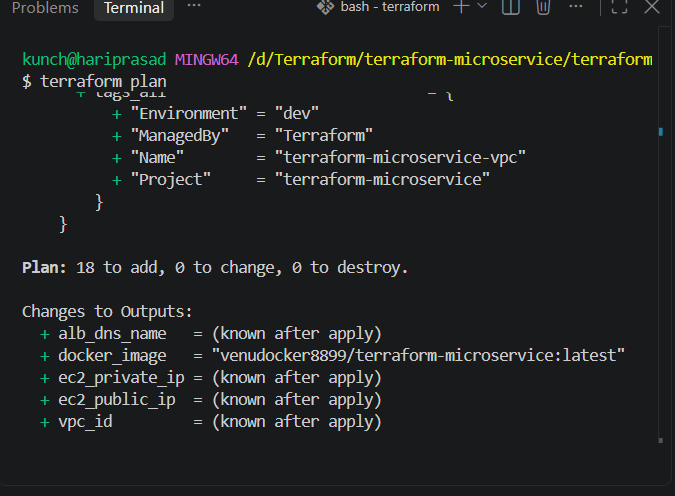 Problems Terminal ··· bash - terraform
kunch@hariprasad MINGW64 /d/Terraform/terraform-microservice/terraform
$ terraform plan
+ tags_all = {
+ "Environment" = "dev"
+ "ManagedBy" = "Terraform"
+ "Name" = "terraform-microservice-vpc"
+ "Project" = "terraform-microservice"
}
}
Plan: 18 to add, 0 to change, 0 to destroy.
Changes to Outputs:
+ alb_dns_name = (known after apply)
+ docker_image = "venudocker8899/terraform-microservice:latest"
+ ec2_private_ip = (known after apply)
+ ec2_public_ip = (known after apply)
+ vpc_id = (known after apply)